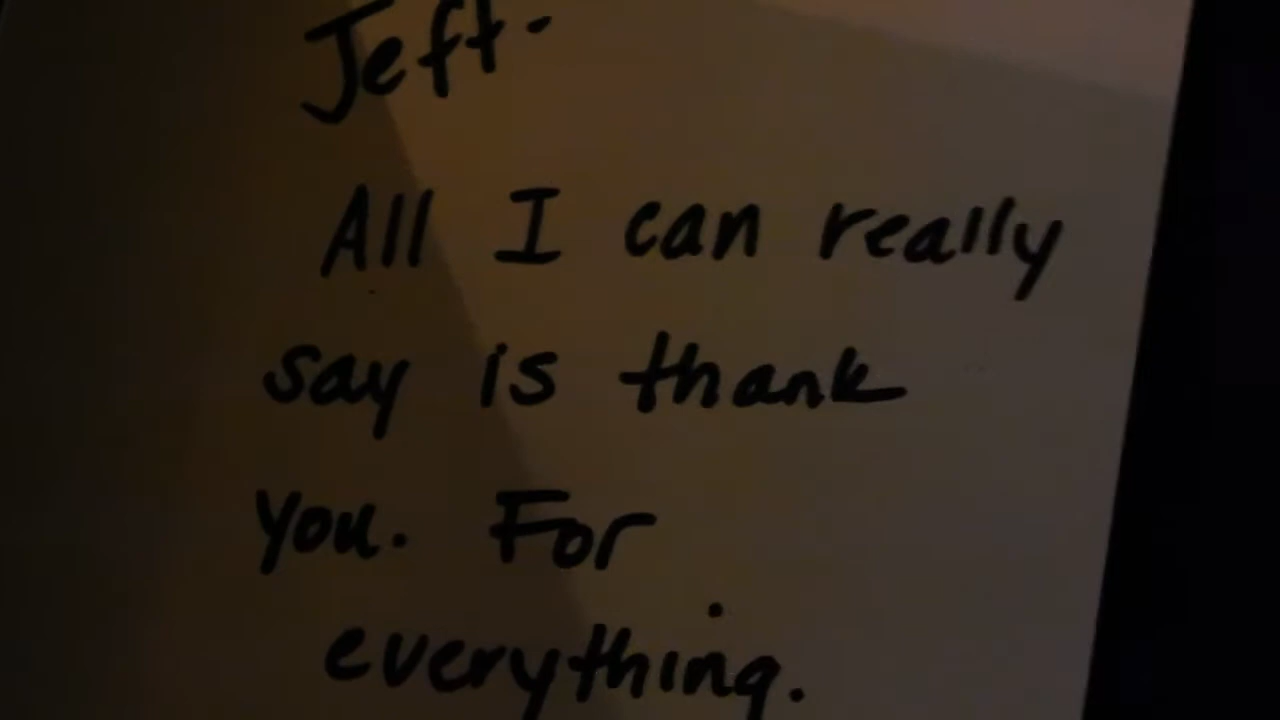 Jeff-
All I can really
say is thank
you. For
everything.